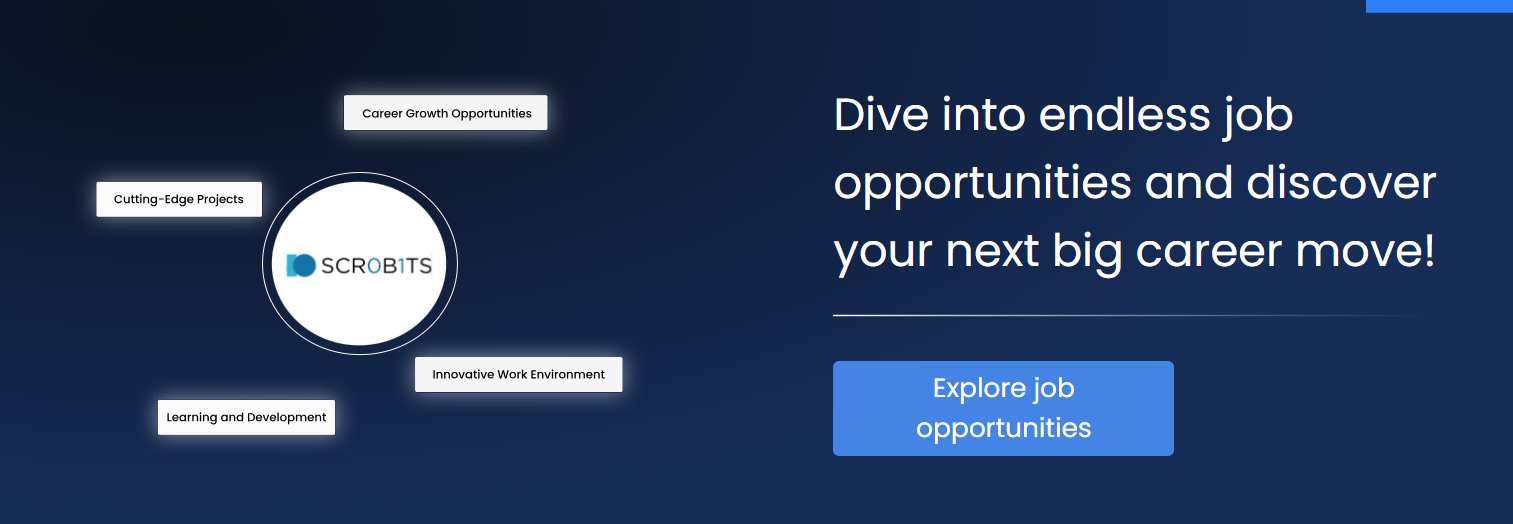 Career Growth Opportunities
Cutting-Edge Projects
SCR0B1TS
Innovative Work Environment
Learning and Development
Dive into endless job
opportunities and discover
your next big career move!
Explore job
opportunities